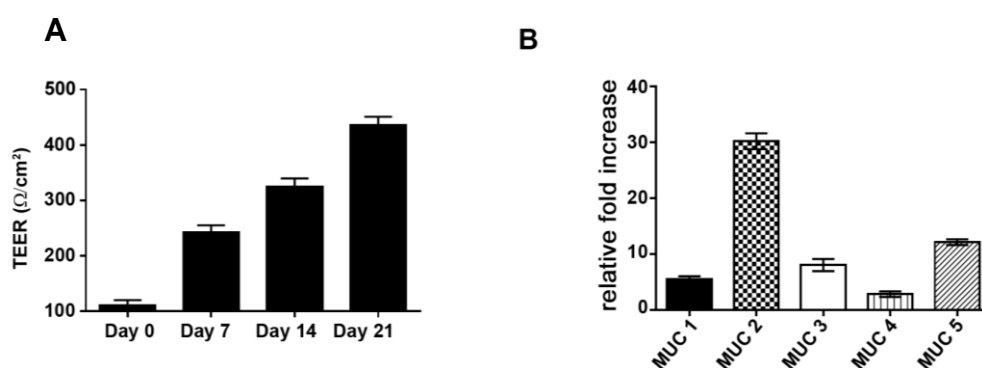 A
TEER (Ω/cm²)
500
400
300
200
100
Day 0 Day 7 Day 14 Day 21
B
relative fold increase
40
30
20
10
0
MUC 1 MUC 2 MUC 3 MUC 4 MUC 5